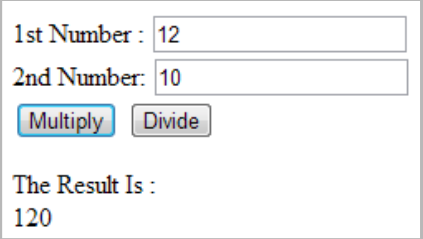 1st Number : 12
2nd Number: 10
Multiply Divide
The Result Is :
120